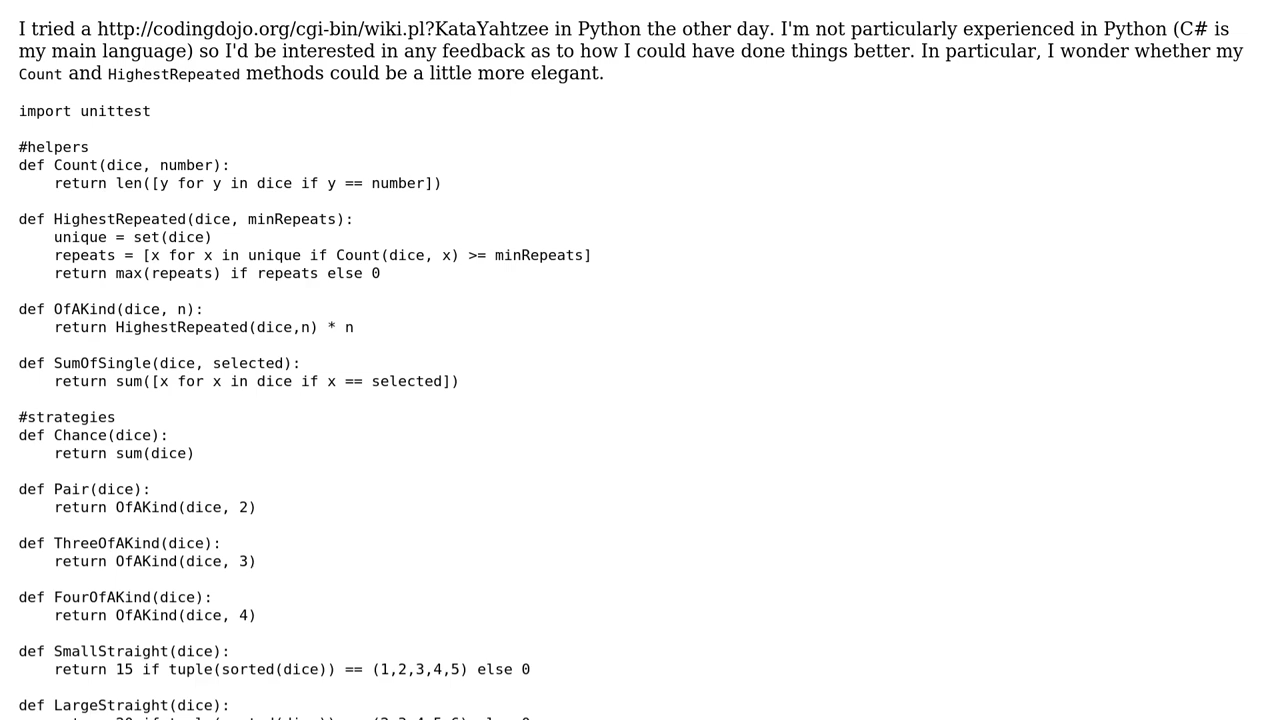 I tried a http://codingdojo.org/cgi-bin/wiki.pl?KataYahtzee in Python the other day. I'm not particularly experienced in Python (C# is
my main language) so I'd be interested in any feedback as to how I could have done things better. In particular, I wonder whether my
Count and HighestRepeated methods could be a little more elegant.
import unittest
#helpers
def Count(dice, number):
    return len([y for y in dice if y == number])
def HighestRepeated(dice, minRepeats):
    unique = set(dice)
    repeats = [x for x in unique if Count(dice, x) >= minRepeats]
    return max(repeats) if repeats else 0
def OfAKind(dice, n):
    return HighestRepeated(dice,n) * n
def SumOfSingle(dice, selected):
    return sum([x for x in dice if x == selected])
#strategies
def Chance(dice):
    return sum(dice)
def Pair(dice):
    return OfAKind(dice, 2)
def ThreeOfAKind(dice):
    return OfAKind(dice, 3)
def FourOfAKind(dice):
    return OfAKind(dice, 4)
def SmallStraight(dice):
    return 15 if tuple(sorted(dice)) == (1,2,3,4,5) else 0
def LargeStraight(dice):